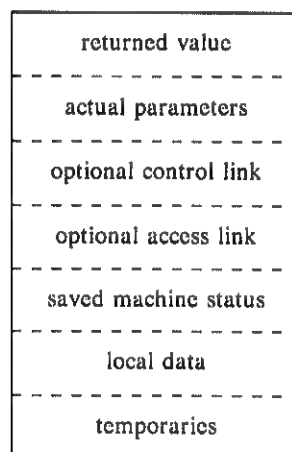 returned value
actual parameters
optional control link
optional access link
saved machine status
local data
temporaries